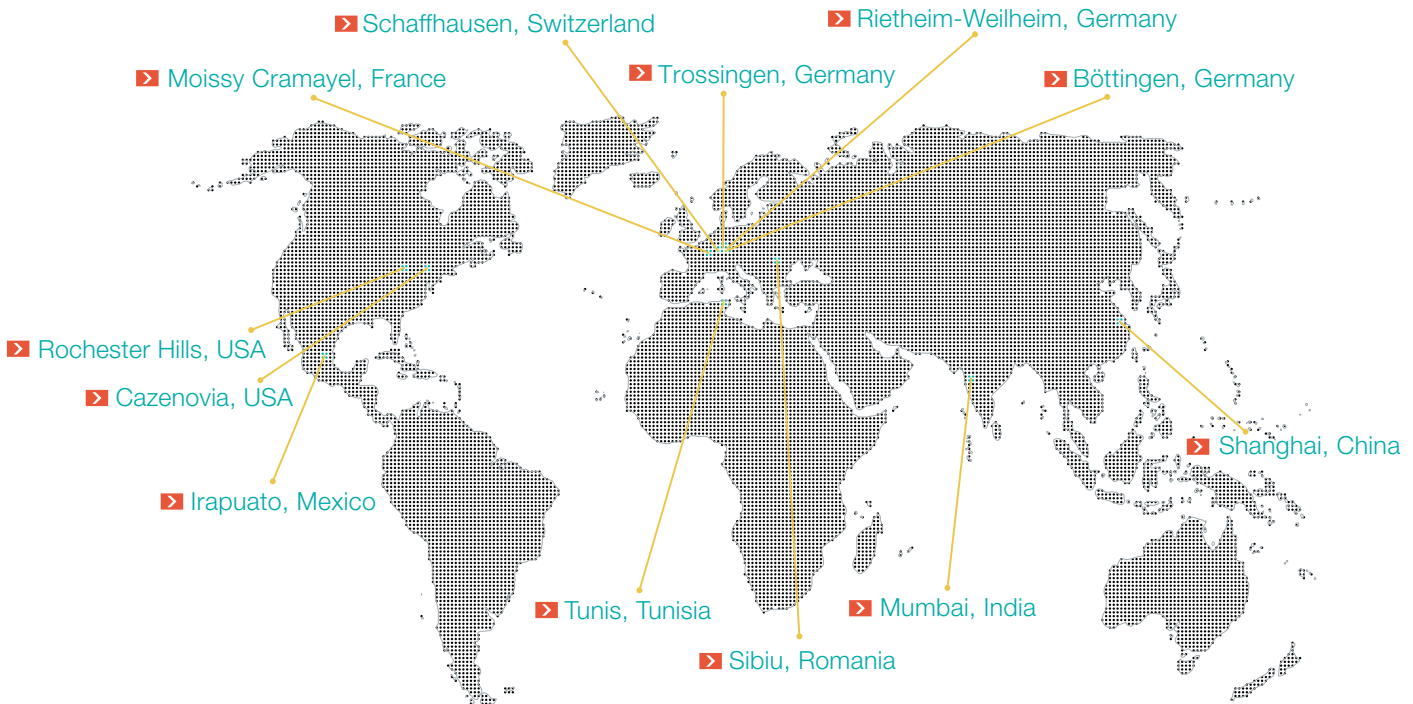 Schaffhausen, Switzerland
Rietheim-Weilheim, Germany
Moissy Cramayel, France
Trossingen, Germany
Böttingen, Germany
Rochester Hills, USA
Cazenovia, USA
Shanghai, China
Irapuato, Mexico
Tunis, Tunisia
Mumbai, India
Sibiu, Romania